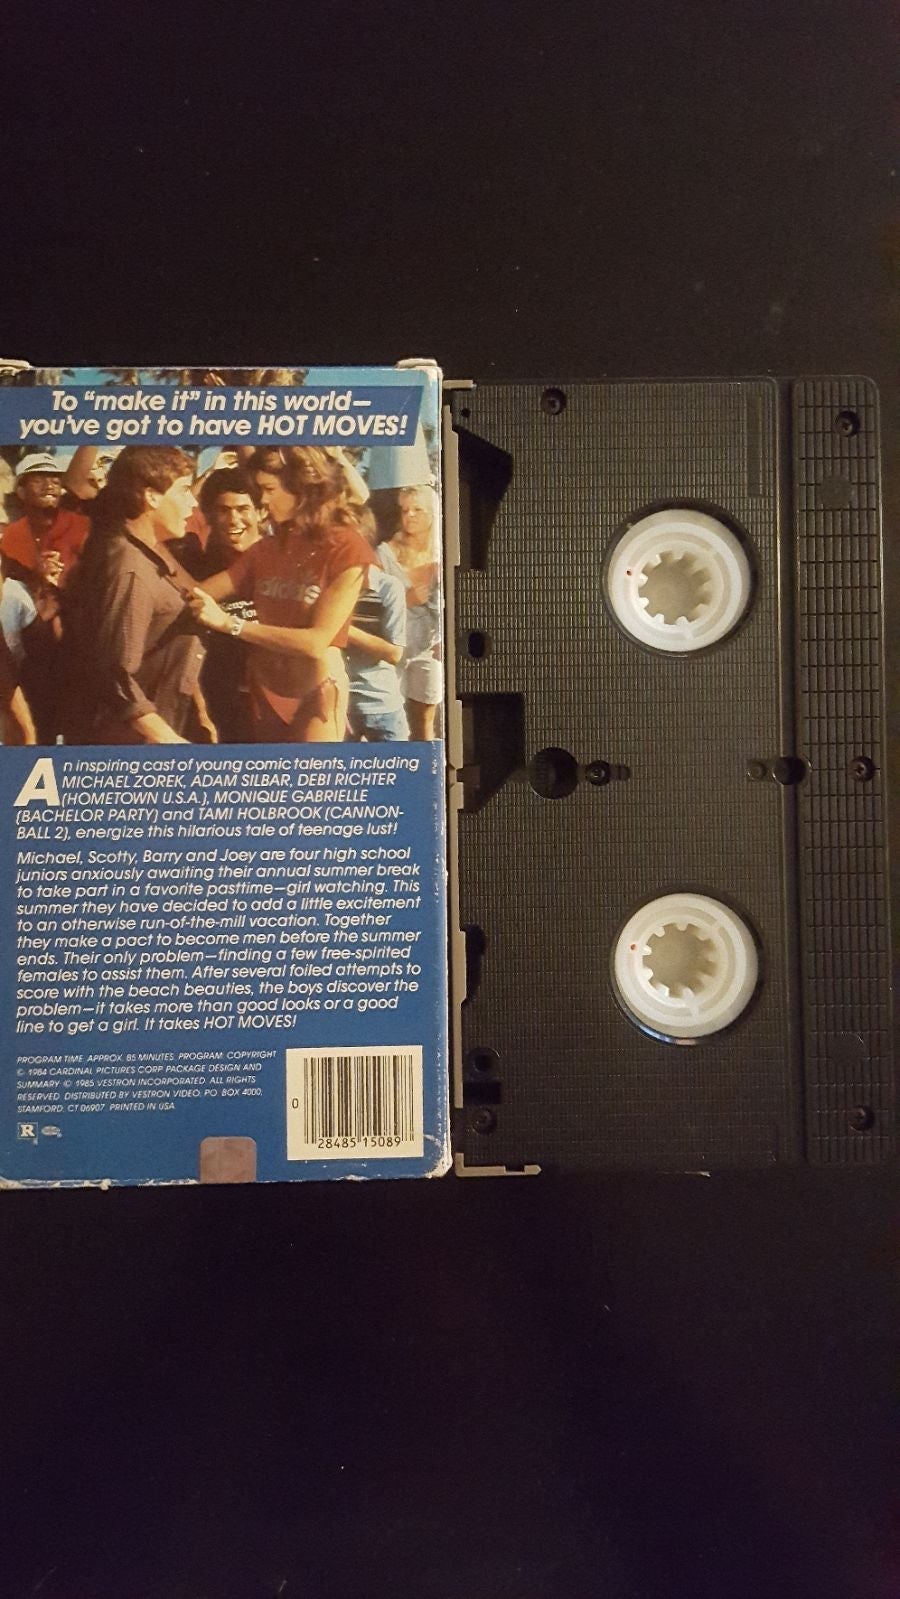 To "make it" in this world—
you've got to have HOT MOVES!
adidas
An inspiring cast of young comic talents, including
MICHAEL ZOREK, ADAM SILBAR, DEBI RICHTER
(HOMETOWN U.S.A.), MONIQUE GABRIELLE
(BACHELOR PARTY) and TAMI HOLBROOK (CANNON-
BALL 2), energize this hilarious tale of teenage lust!
Michael, Scotty, Barry and Joey are four high school
juniors anxiously awaiting their annual summer break
to take part in a favorite pasttime—girl watching. This
summer they have decided to add a little excitement
to an otherwise run-of-the-mill vacation. Together
they make a pact to become men before the summer
ends. Their only problem—finding a few free-spirited
females to assist them. After several foiled attempts to
score with the beach beauties, the boys discover the
problem—it takes more than good looks or a good
line to get a girl. It takes HOT MOVES!
PROGRAM TIME APPROX. 85 MINUTES. PROGRAM: COPYRIGHT
© 1984 CARDINAL PICTURES CORP. PACKAGE DESIGN AND
SUMMARY © 1985 VESTRON INCORPORATED. ALL RIGHTS
RESERVED. DISTRIBUTED BY VESTRON VIDEO, P.O. BOX 4000,
STAMFORD, CT 06907. PRINTED IN USA
R
0 28485 15089